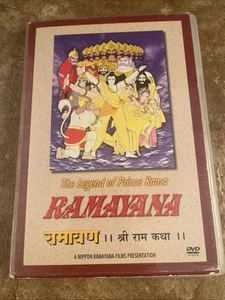 The Legend of Prince Rama
RAMAYANA
रामायण ।। श्री राम कथा ।।
A NIPPON RAMAYANA FILMS PRESENTATION
DVD